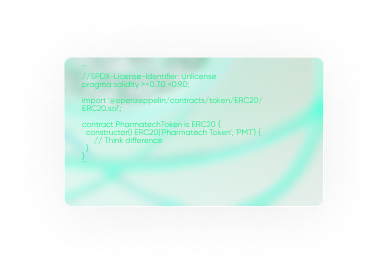 ```
//SPDX-License-Identifier: Unlicense
pragma solidity >=0.7.0 <0.9.0;
import '@openzeppelin/contracts/token/ERC20/
ERC20.sol';
contract PharmatechToken is ERC20 {
constructor() ERC20('Pharmatech Token', 'PMT') {
// Think difference
}
}
```